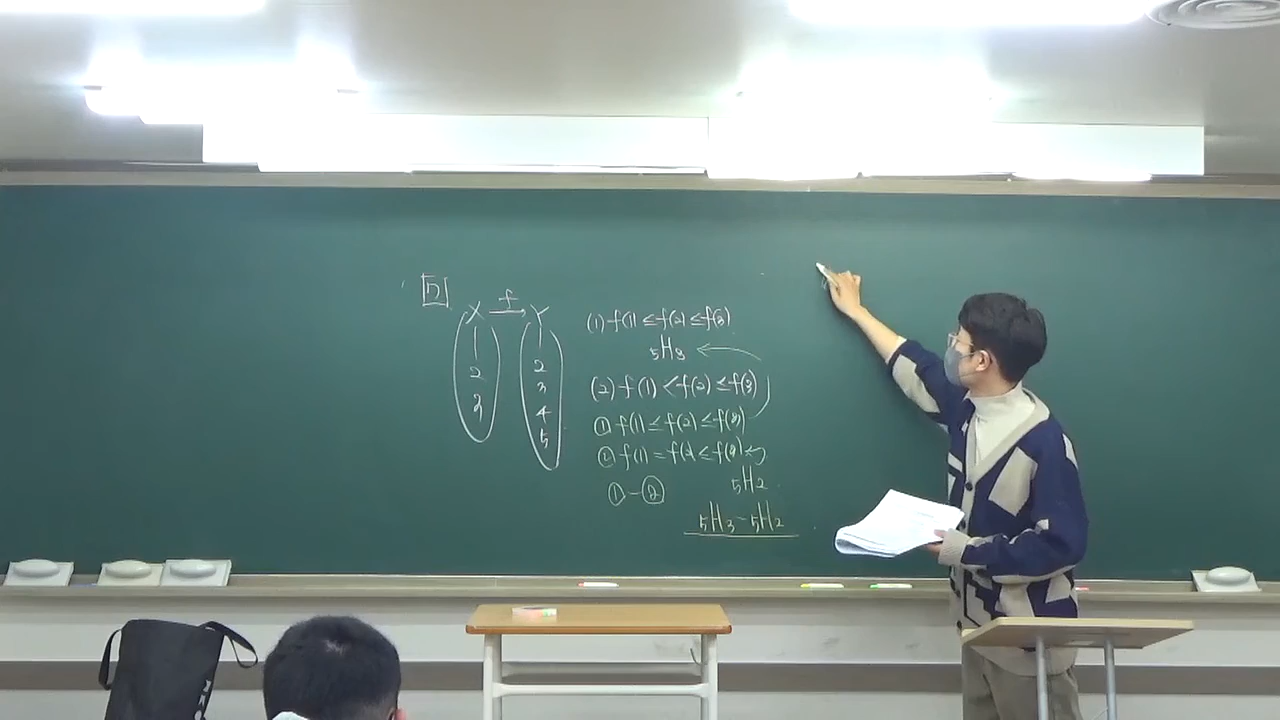 7
X f→ Y
1 1
2 2
3 3
4
5
(1) f(1) ≤ f(2) ≤ f(3)
₅H₃ ←
(2) f(1) < f(2) ≤ f(3)
① f(1) ≤ f(2) ≤ f(3)
② f(1) = f(2) ≤ f(3)
₅H₂
① - ②
₅H₃ - ₅H₂